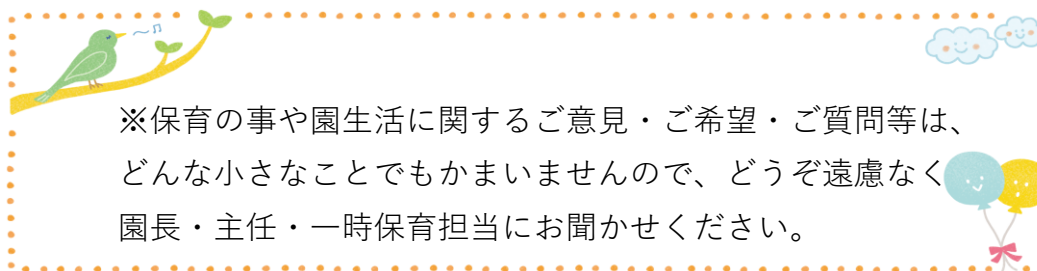 ※保育の事や園生活に関するご意見・ご希望・ご質問等は、
どんな小さなことでもかまいませんので、どうぞ遠慮なく
園長・主任・一時保育担当にお聞かせください。